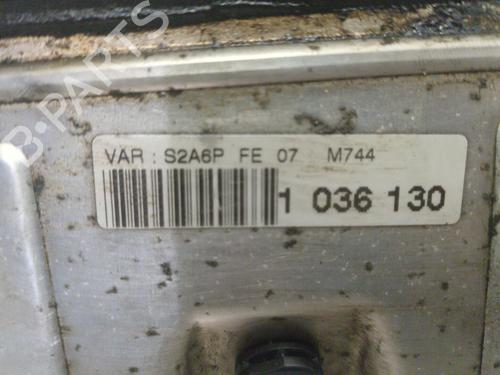 B-PARTS
VAR : S2A6P FE 07 M744
1 036 130